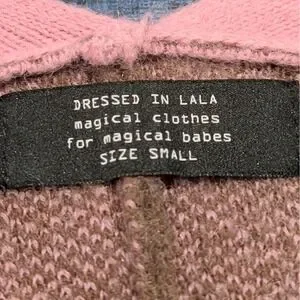 DRESSED IN LALA
magical clothes
for magical babes
SIZE SMALL